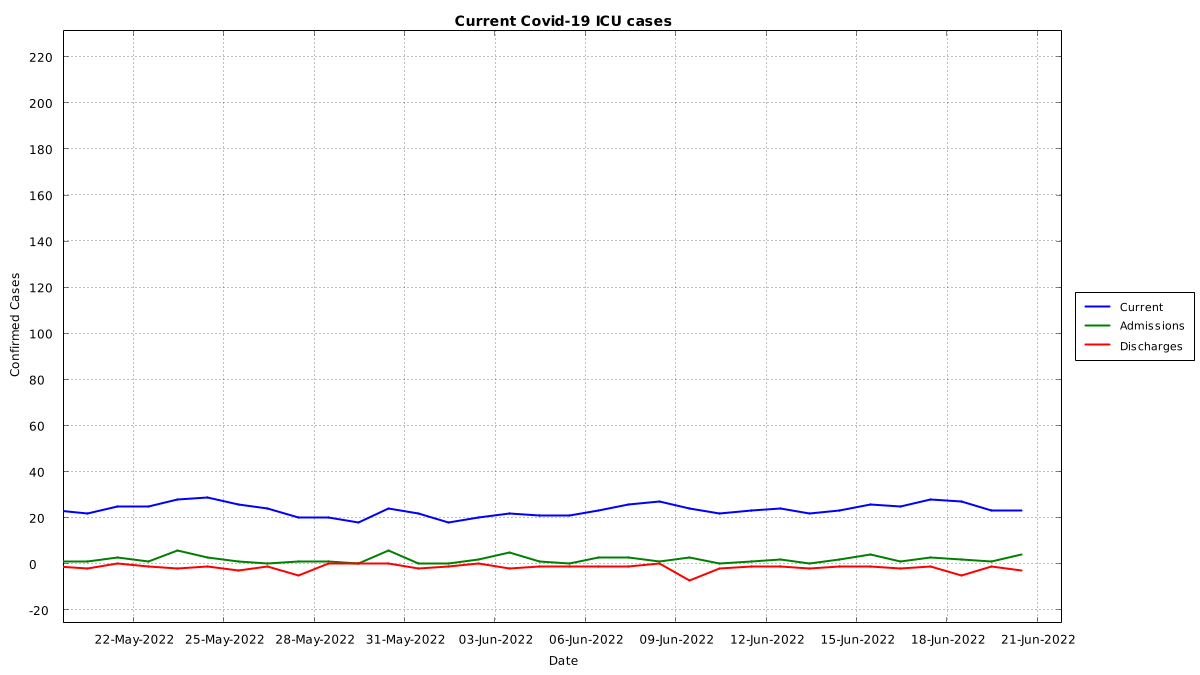 Current Covid-19 ICU cases
220
200
180
160
140
120
100
80
60
40
20
0
-20
Confirmed Cases
22-May-2022 25-May-2022 28-May-2022 31-May-2022 03-Jun-2022 06-Jun-2022 09-Jun-2022 12-Jun-2022 15-Jun-2022 18-Jun-2022 21-Jun-2022
Date
Current
Admissions
Discharges